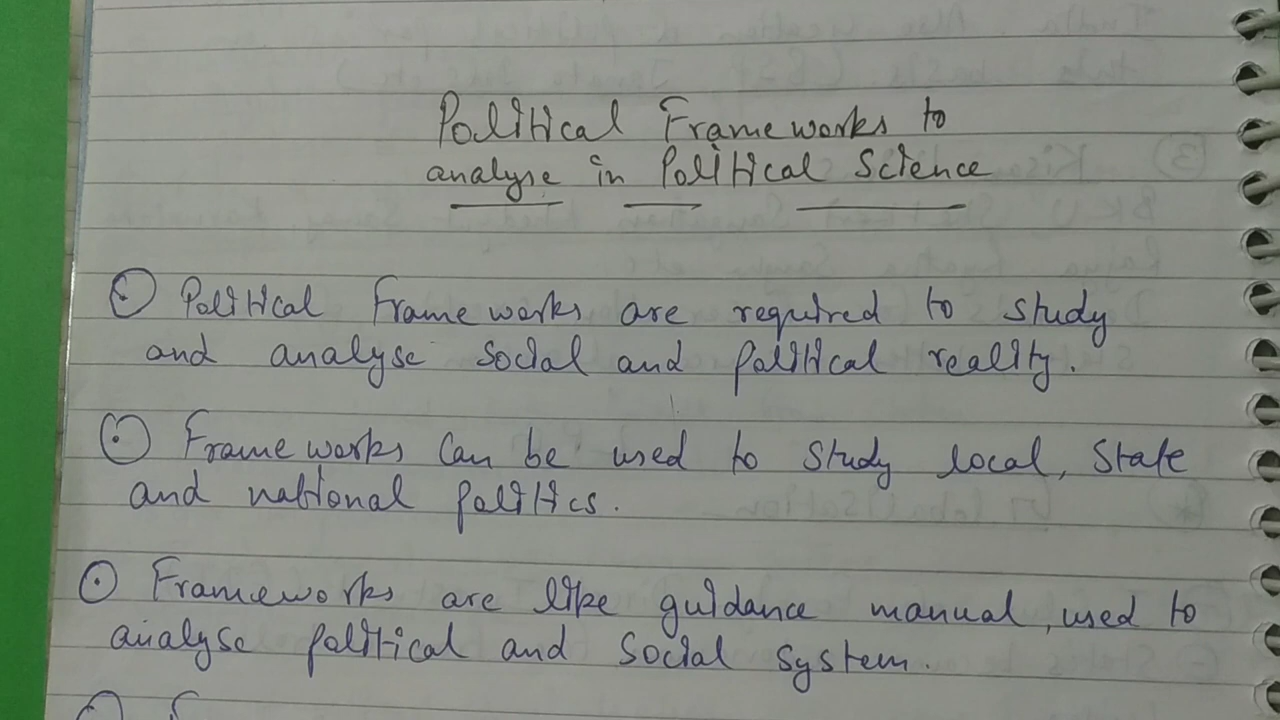 Political Frameworks to
analyse in Political Science
Political Frameworks are required to study
and analyse social and political reality.
Frameworks can be used to study local, state
and national politics.
Frameworks are like guidance manual, used to
analyse political and social system.